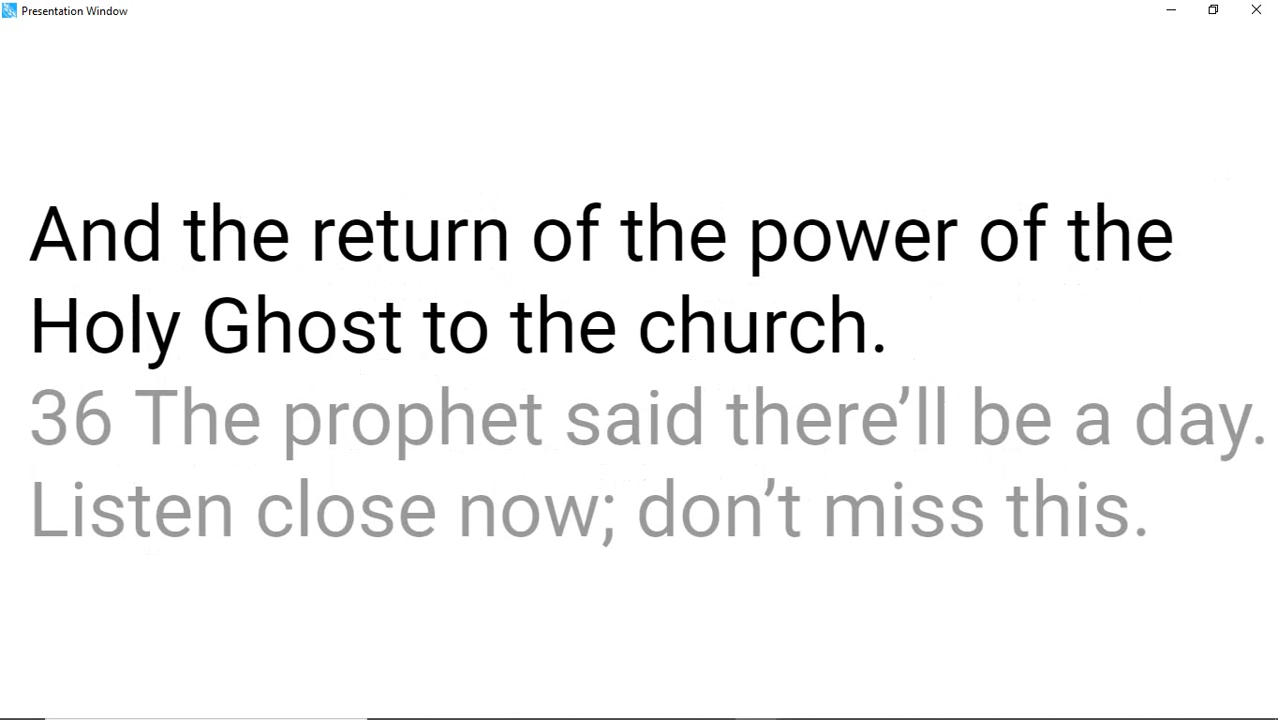 Presentation Window
And the return of the power of the
Holy Ghost to the church.
36 The prophet said there’ll be a day.
Listen close now; don’t miss this.